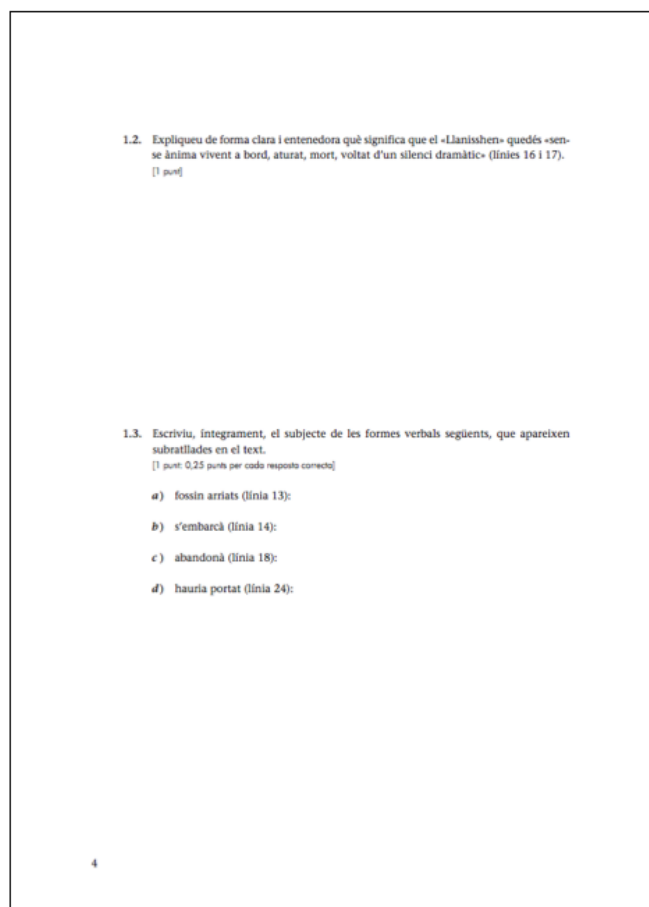 1.2. Expliqueu de forma clara i entenedora què significa que el «Llanisshen» quedés «sen-
se ànima vivent a bord, aturat, mort, voltat d'un silenci dramàtic» (línies 16 i 17).
[1 punt]
1.3. Escriviu, íntegrament, el subjecte de les formes verbals següents, que apareixen
subratllades en el text.
[1 punt: 0,25 punts per cada resposta correcta]
a) fossin arriats (línia 13):
b) s'embarcà (línia 14):
c) abandonà (línia 18):
d) hauria portat (línia 24):
4